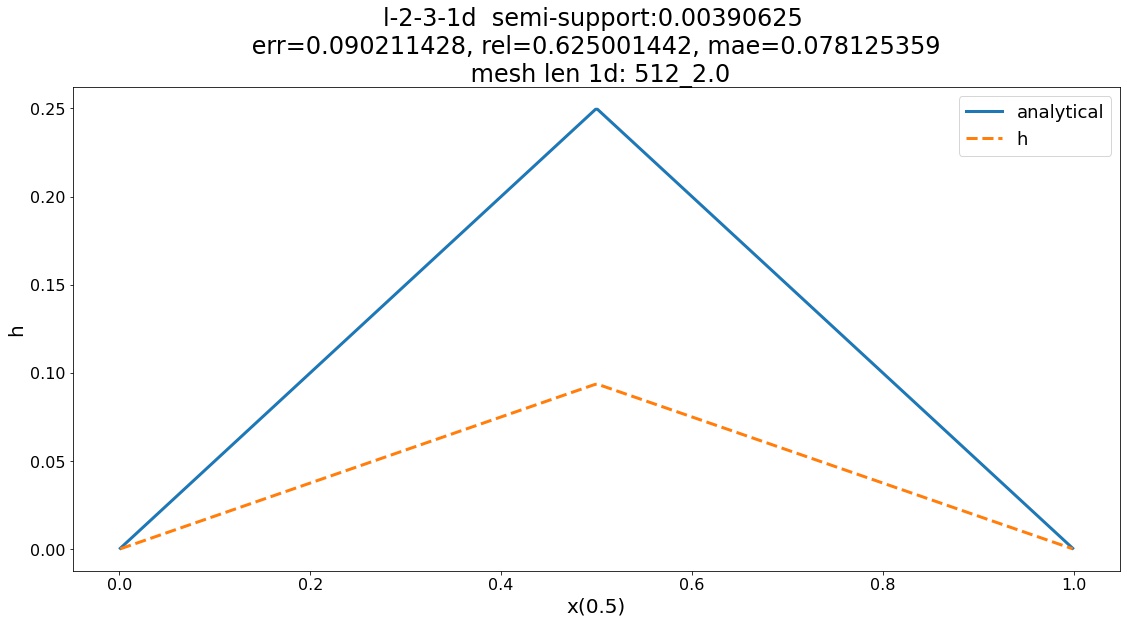 l-2-3-1d  semi-support:0.00390625
err=0.090211428, rel=0.625001442, mae=0.078125359
mesh len 1d: 512_2.0
analytical
h
h
0.25
0.20
0.15
0.10
0.05
0.00
0.0 0.2 0.4 0.6 0.8 1.0
x(0.5)